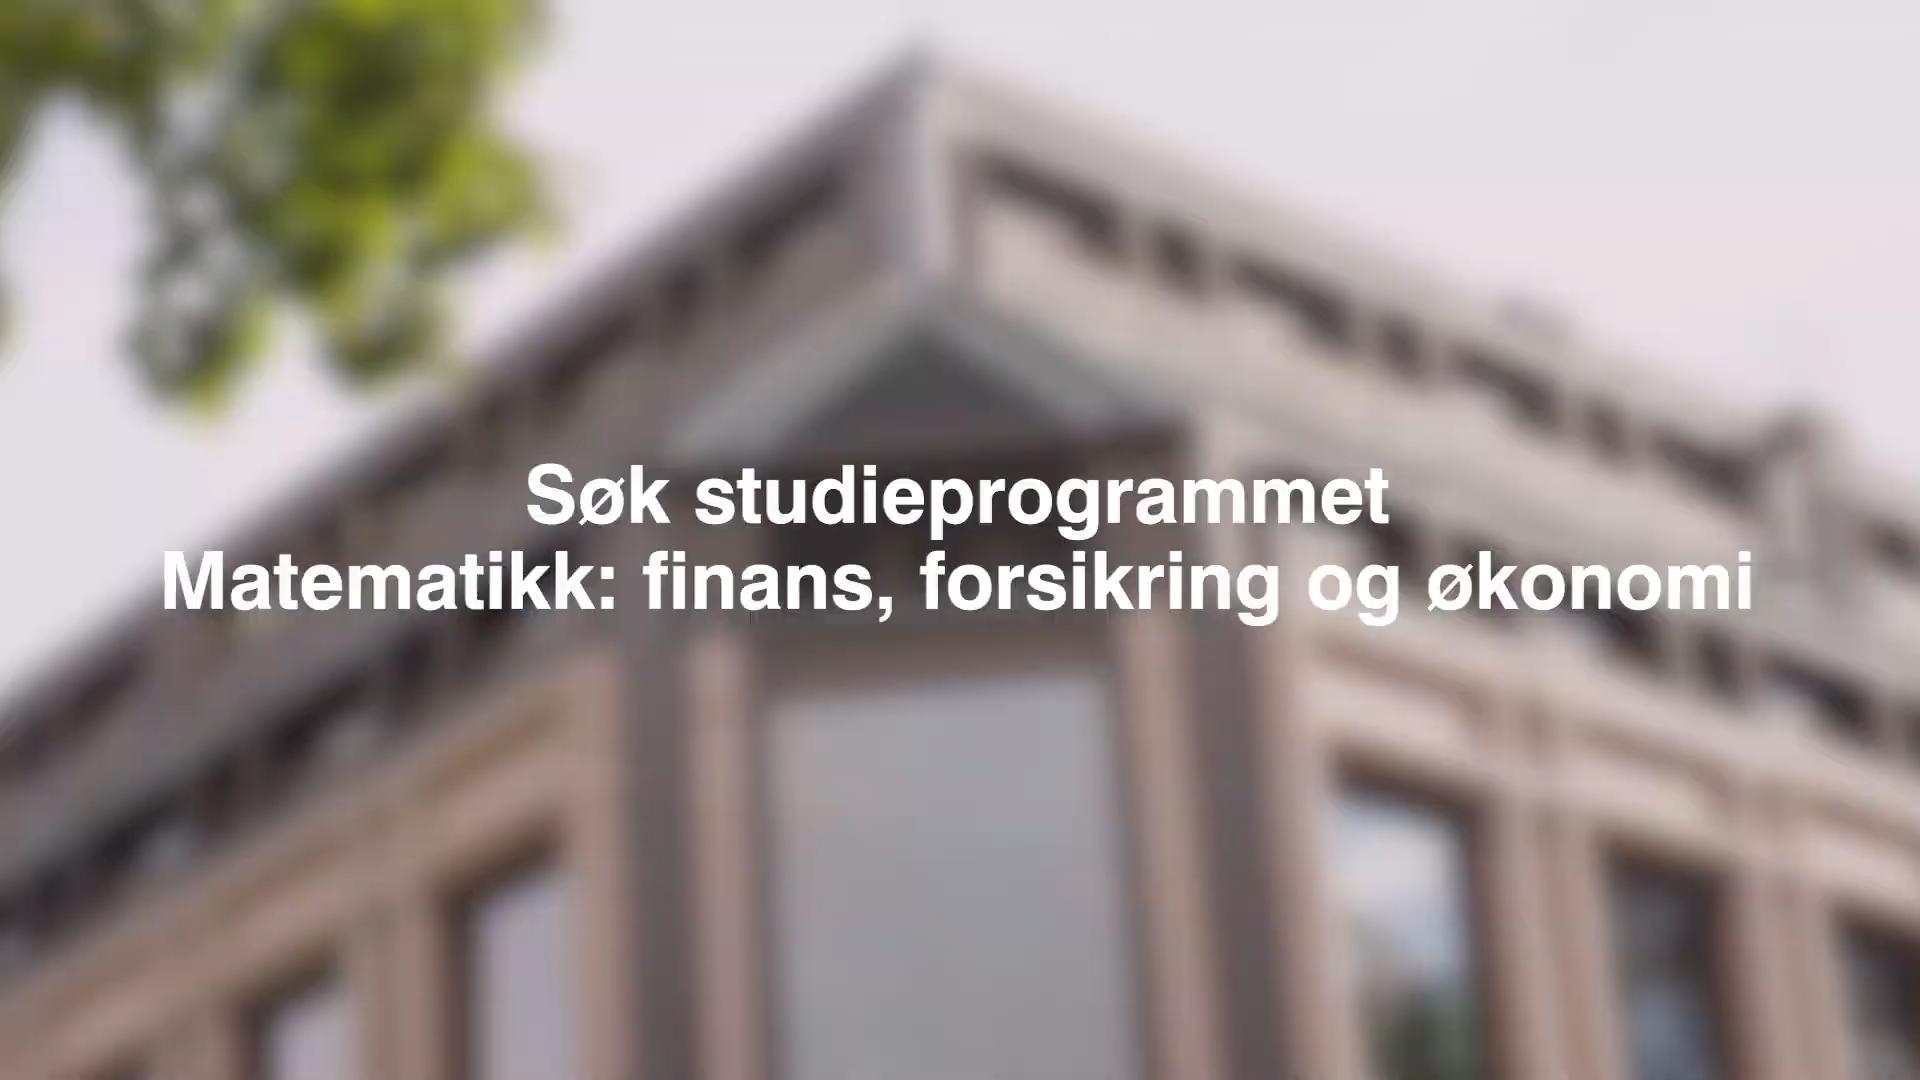 Søk studieprogrammet
Matematikk: finans, forsikring og økonomi